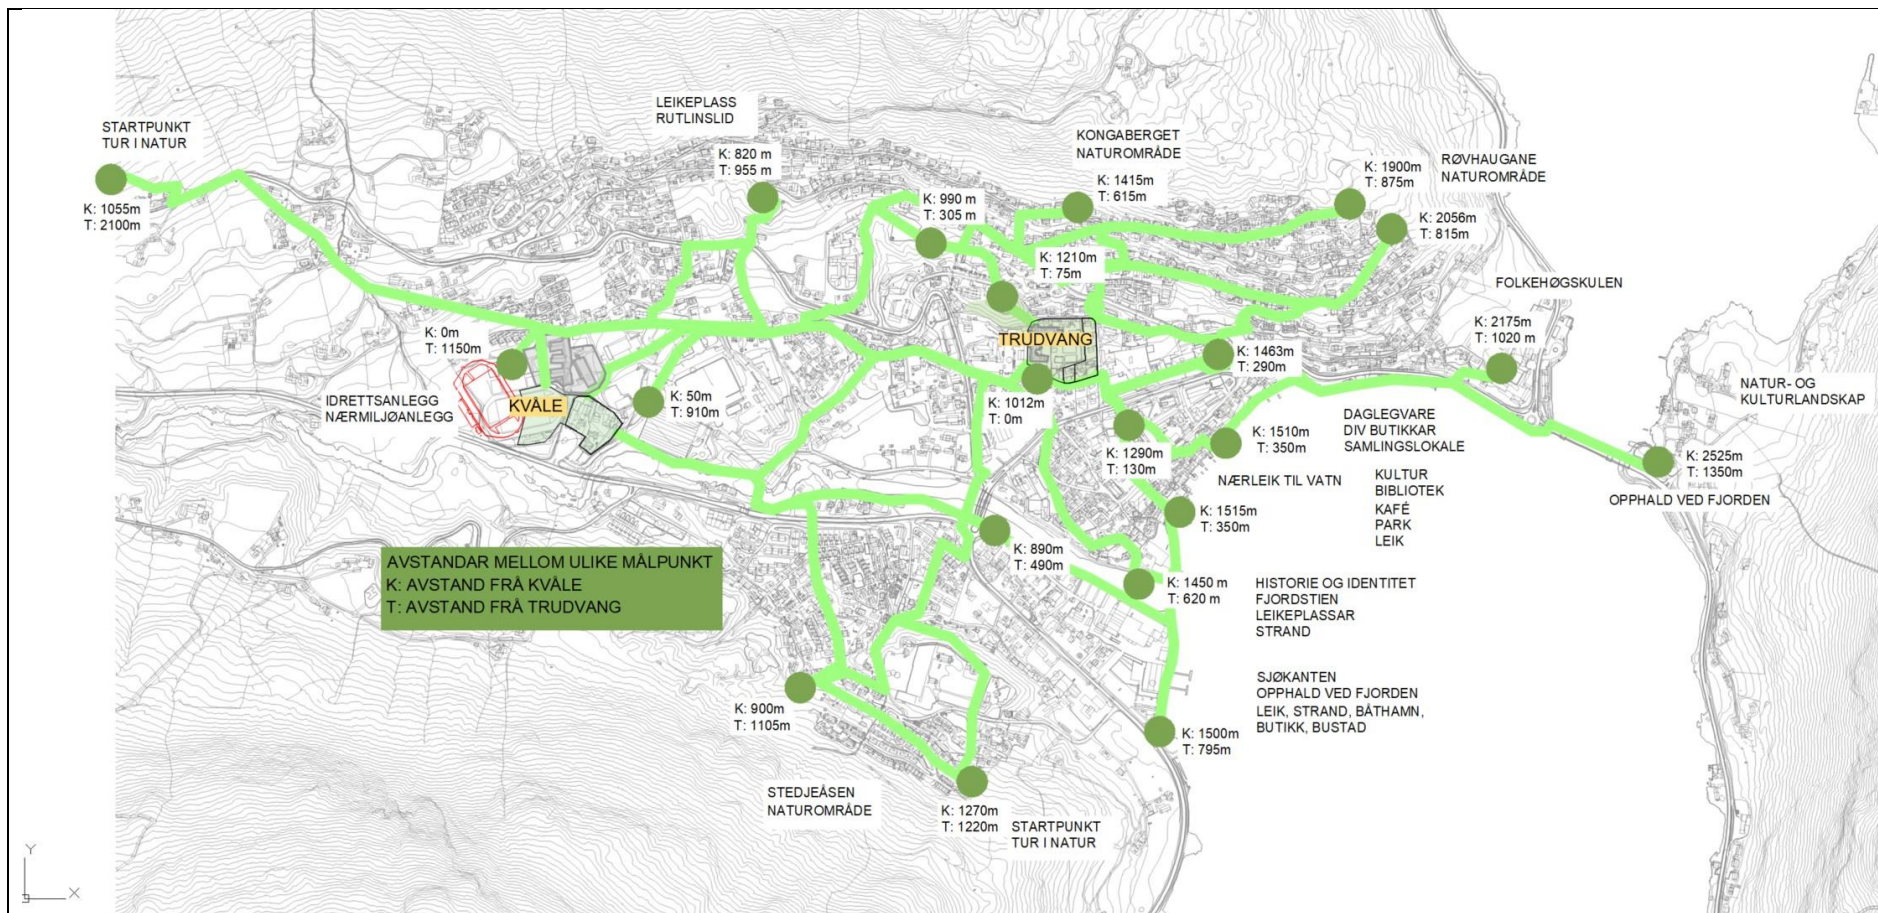 STARTPUNKT
TUR I NATUR
K: 1055m
T: 2100m
LEIKEPLASS
RUTLINSLID
K: 820 m
T: 955 m
K: 990 m
T: 305 m
KONGABERGET
NATUROMRÅDE
K: 1415m
T: 615m
K: 1900m
T: 875m
RØVHAUGANE
NATUROMRÅDE
K: 2056m
T: 815m
K: 1210m
T: 75m
FOLKEHØGSKULEN
K: 2175m
T: 1020 m
K: 0m
T: 1150m
TRUDVANG
K: 1463m
T: 290m
IDRETTSANLEGG
NÆRMILJØANLEGG
KVÅLE
K: 50m
T: 910m
K: 1012m
T: 0m
NATUR- OG
KULTURLANDSKAP
DAGLEGVARE
DIV BUTIKKAR
SAMLINGSLOKALE
K: 1290m
T: 130m
K: 1510m
T: 350m
K: 2525m
T: 1350m
OPPHALD VED FJORDEN
NÆRLEIK TIL VATN
KULTUR
BIBLIOTEK
KAFÉ
PARK
LEIK
K: 1515m
T: 350m
K: 890m
T: 490m
AVSTANDAR MELLOM ULIKE MÅLPUNKT
K: AVSTAND FRÅ KVÅLE
T: AVSTAND FRÅ TRUDVANG
K: 1450 m
T: 620 m
HISTORIE OG IDENTITET
FJORDSTIEN
LEIKEPLASSAR
STRAND
SJØKANTEN
OPPHALD VED FJORDEN
LEIK, STRAND, BÅTHAMN,
BUTIKK, BUSTAD
K: 900m
T: 1105m
K: 1500m
T: 795m
STEDJEÅSEN
NATUROMRÅDE
K: 1270m
T: 1220m
STARTPUNKT
TUR I NATUR
Y
X